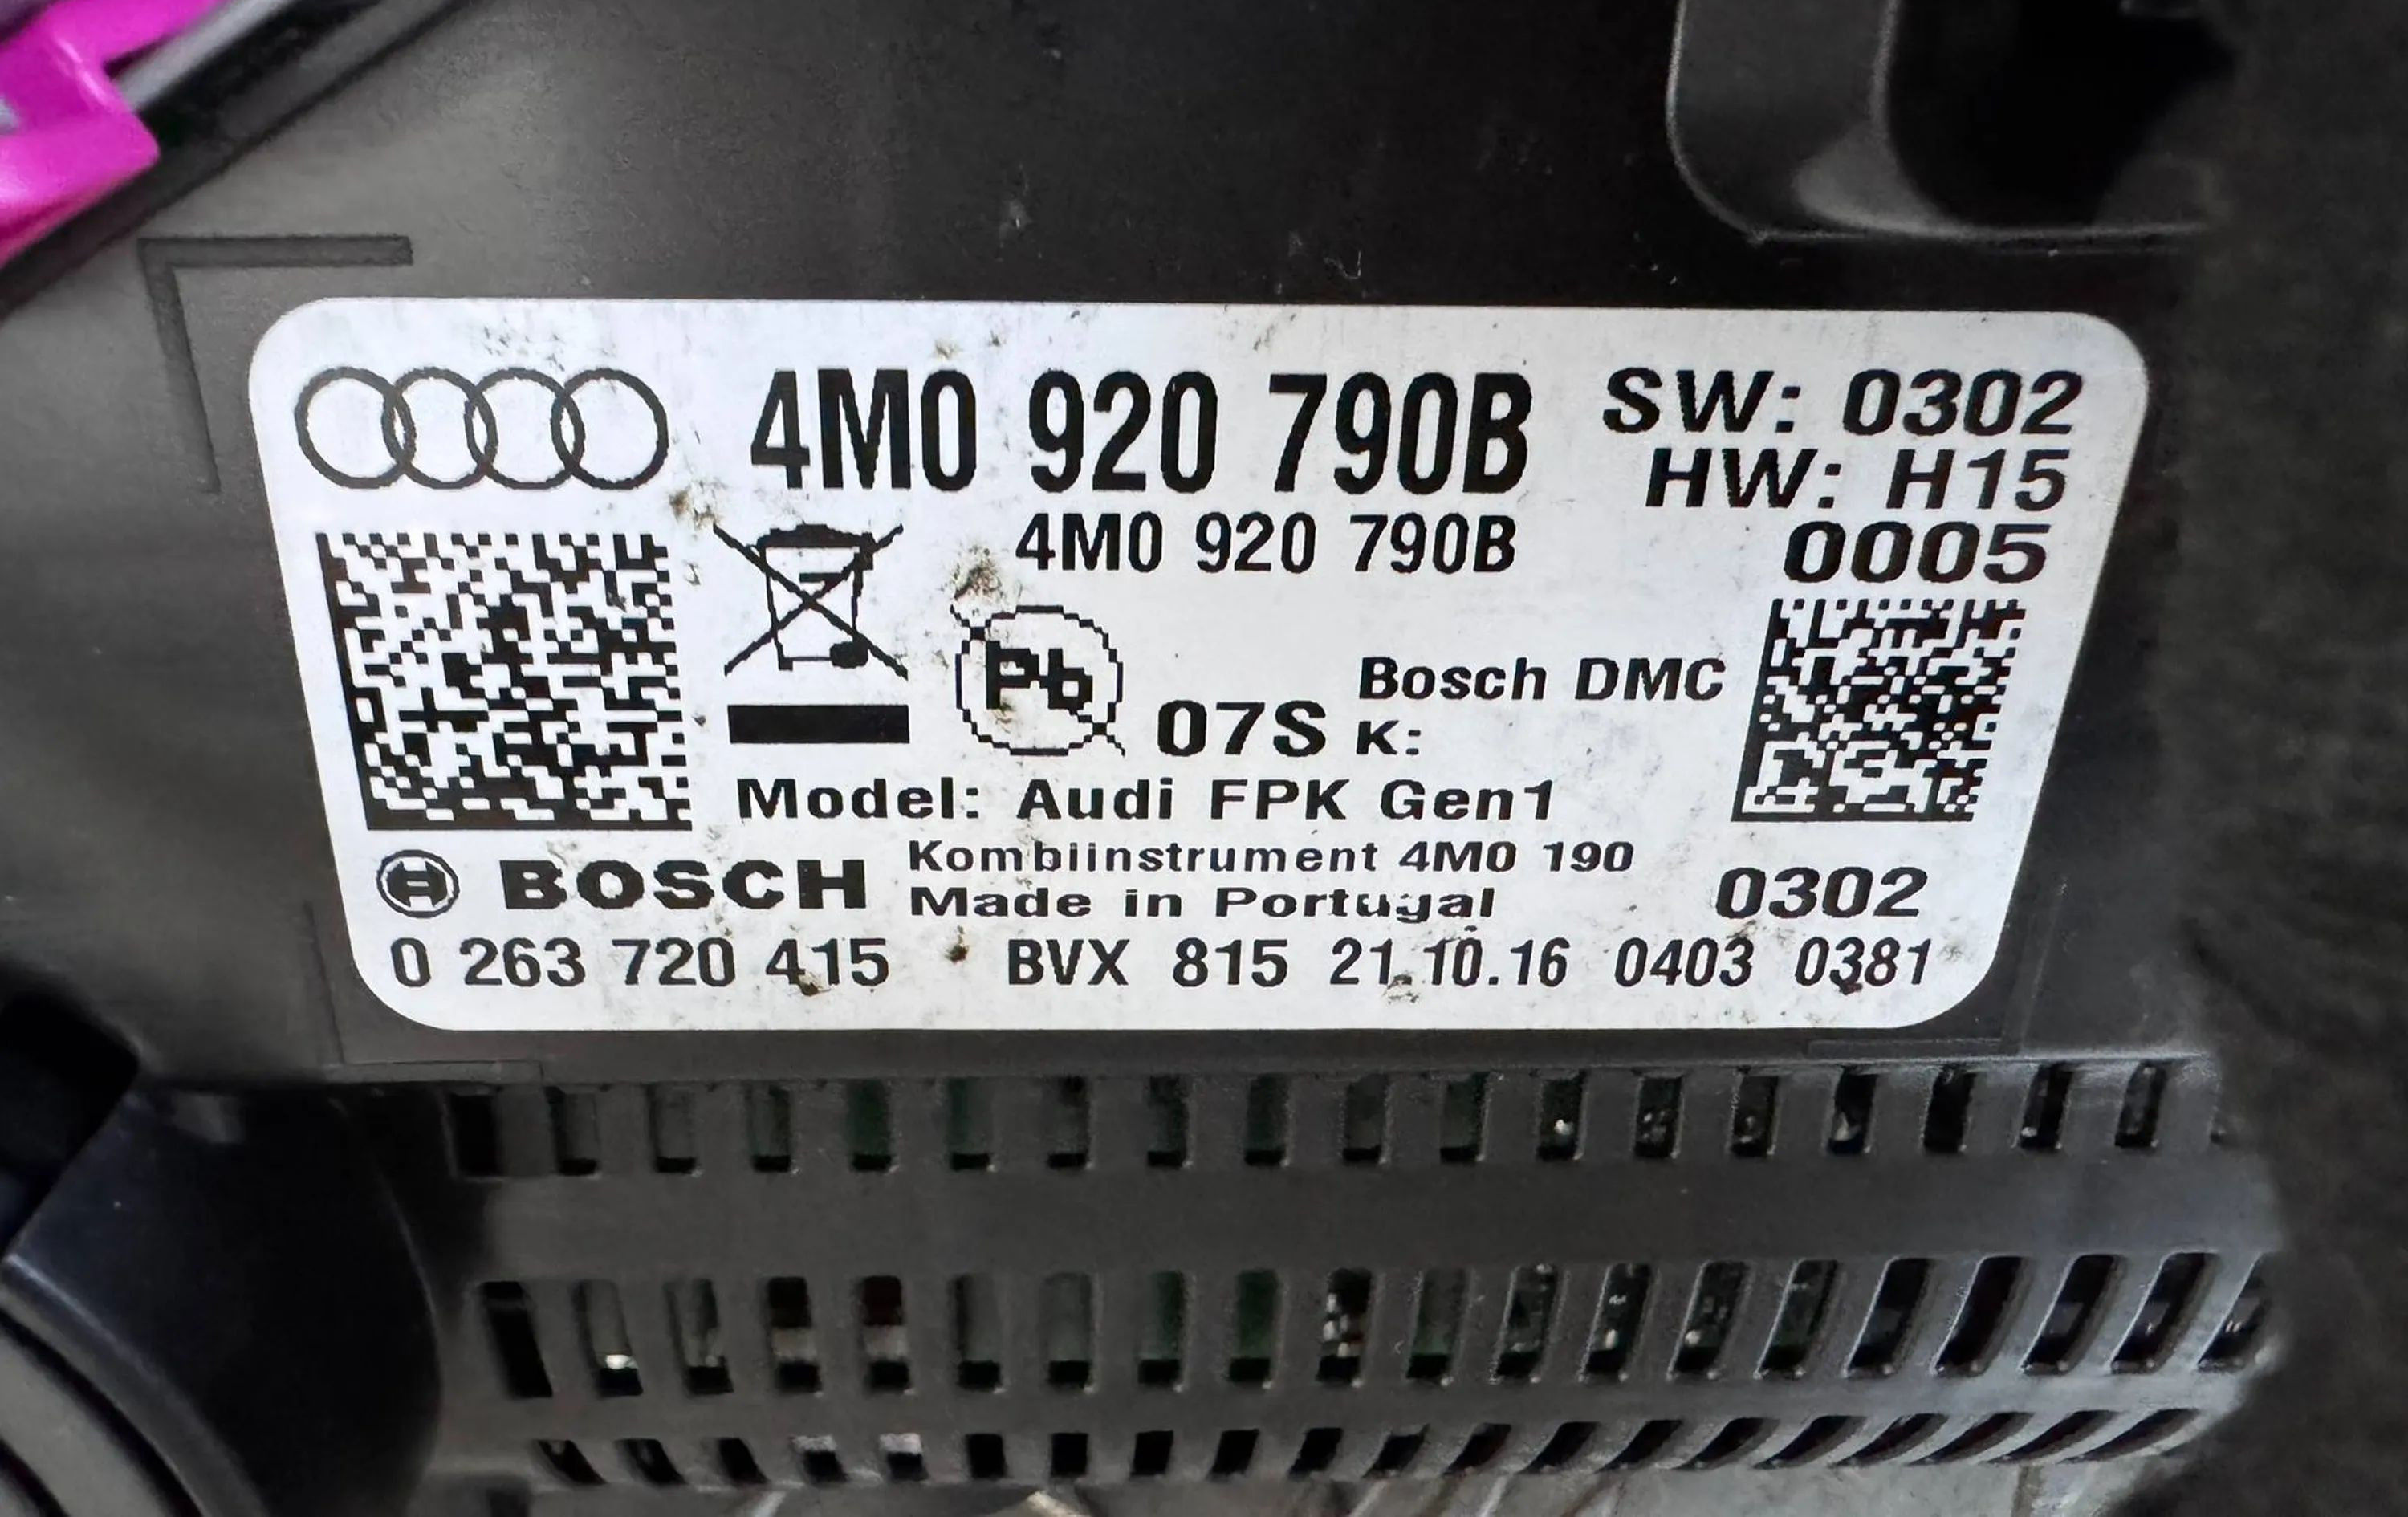 4M0 920 790B
SW: 0302
HW: H15
4M0 920 790B
0005
Pb
07S
Bosch DMC
K:
Model: Audi FPK Gen1
BOSCH
Kombiinstrument 4M0 190
Made in Portugal
0302
0 263 720 415
BVX 815 21.10.16 0403 0381